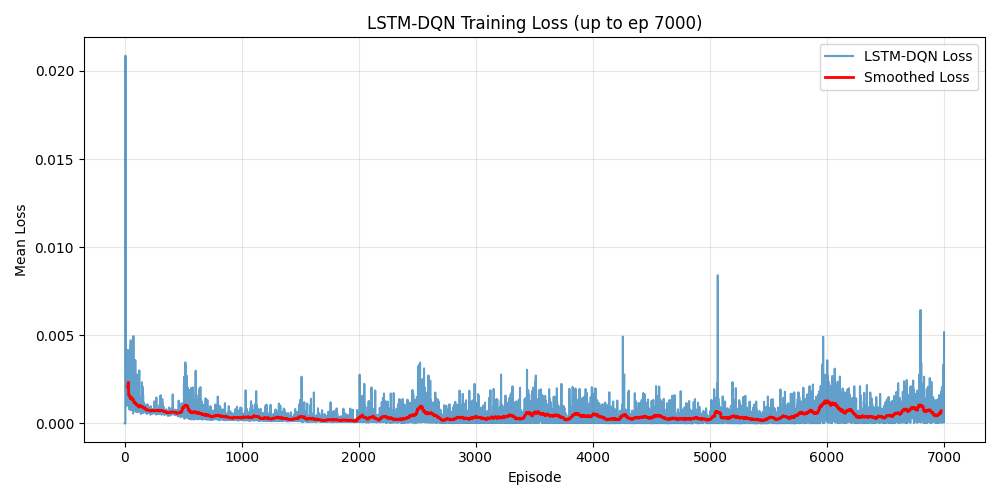 LSTM-DQN Training Loss (up to ep 7000)
LSTM-DQN Loss
Smoothed Loss
Mean Loss
0.020
0.015
0.010
0.005
0.000
0 1000 2000 3000 4000 5000 6000 7000
Episode